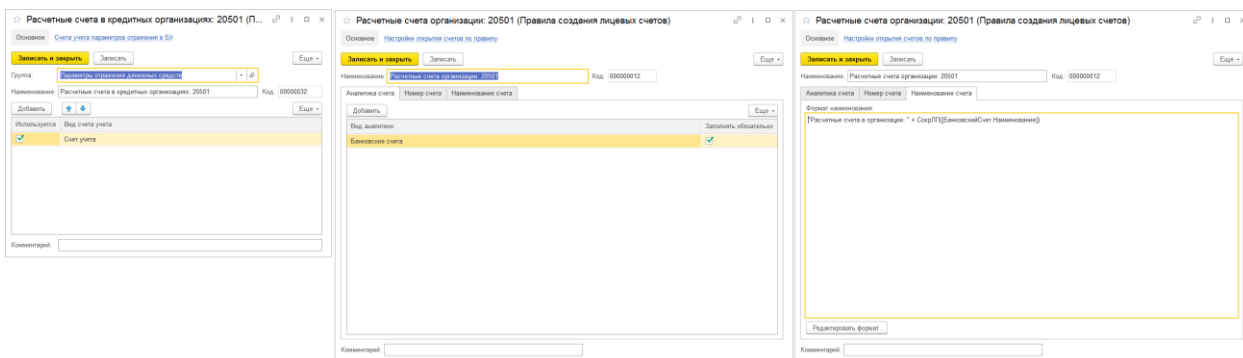 Расчетные счета в кредитных организациях: 20501 (П...
Основное Счета учета параметров отражения в БУ
Записать и закрыть Записать Еще
Группа: Параметры отражения денежных средств
Наименование: Расчетные счета в кредитных организациях: 20501 Код: 00000032
Добавить Еще
Используется Вид счета учета
Счет учета
Комментарий:
Расчетные счета организации: 20501 (Правила создания лицевых счетов)
Основное Настройки открытия счетов по правилу
Записать и закрыть Записать Еще
Наименование: Расчетные счета организации: 20501 Код: 000000012
Аналитика счета Номер счета Наименование счета
Добавить Еще
Вид аналитики Заполнять обязательно
Банковские счета
Комментарий:
Расчетные счета организации: 20501 (Правила создания лицевых счетов)
Основное Настройки открытия счетов по правилу
Записать и закрыть Записать Еще
Наименование: Расчетные счета организации: 20501 Код: 000000012
Аналитика счета Номер счета Наименование счета
Формат наименования:
"Расчетные счета в организации: " + СокрЛП([БанковскийСчет.Наименование])
Редактировать формат
Комментарий: